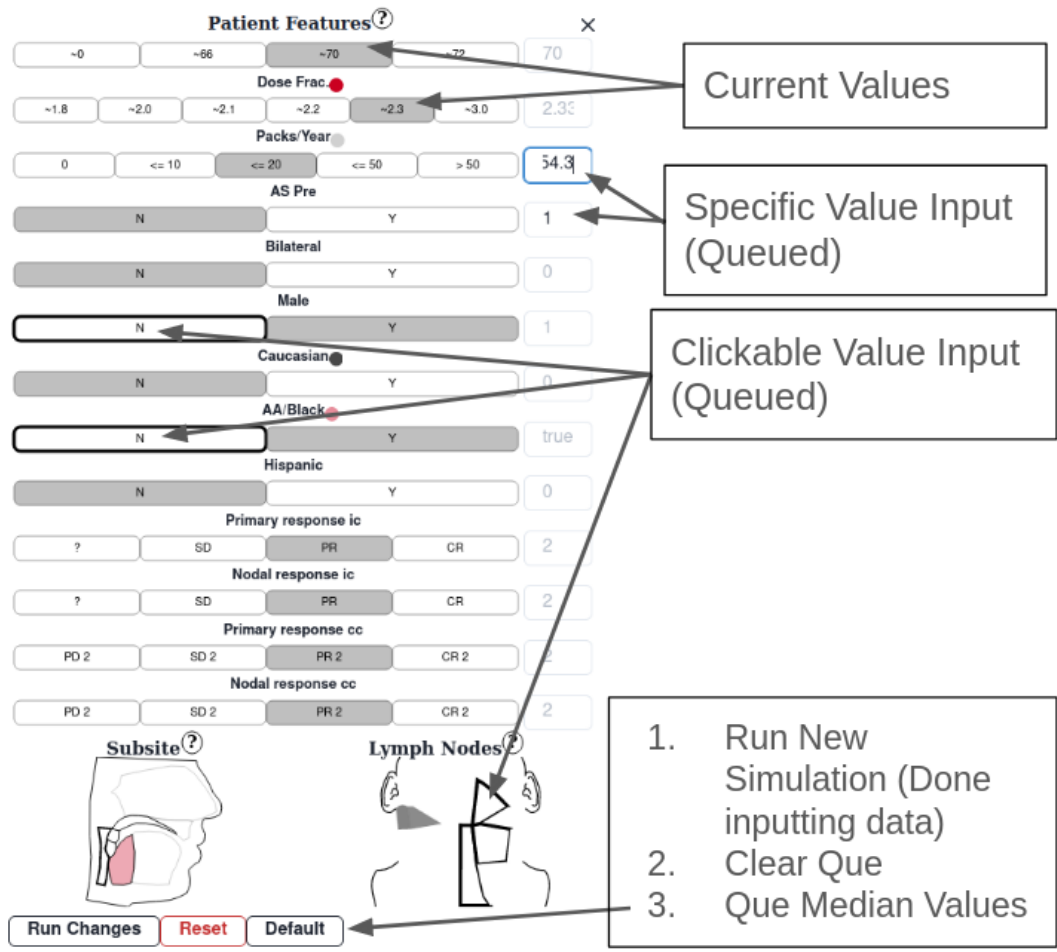 Patient Features ?
×
~0 ~66 ~70 ~72 70
Dose Frac.
~1.8 ~2.0 ~2.1 ~2.2 ~2.3 ~3.0 2.33
Packs/Year
0 <= 10 <= 20 <= 50 > 50 54.3
AS Pre
N Y 1
Bilateral
N Y 0
Male
N Y 1
Caucasian
N Y 0
AA/Black
N Y true
Hispanic
N Y 0
Primary response ic
? SD PR CR 2
Nodal response ic
? SD PR CR 2
Primary response cc
PD 2 SD 2 PR 2 CR 2 2
Nodal response cc
PD 2 SD 2 PR 2 CR 2 2
Subsite ?
Lymph Nodes ?
Run Changes Reset Default
Current Values
Specific Value Input
(Queued)
Clickable Value Input
(Queued)
1. Run New
Simulation (Done
inputting data)
2. Clear Que
3. Que Median Values